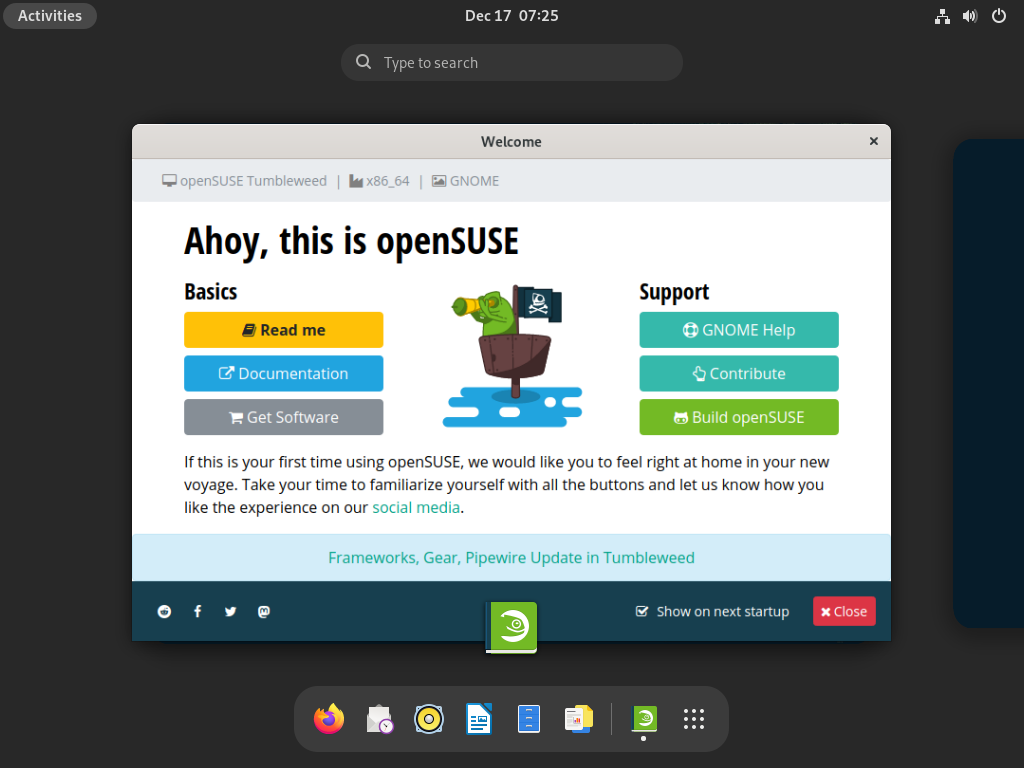 Activities
Dec 17 07:25
Type to search
Welcome
openSUSE Tumbleweed | x86_64 | GNOME
Ahoy, this is openSUSE
Basics
Read me
Documentation
Get Software
Support
GNOME Help
Contribute
Build openSUSE
If this is your first time using openSUSE, we would like you to feel right at home in your new
voyage. Take your time to familiarize yourself with all the buttons and let us know how you
like the experience on our social media.
Frameworks, Gear, Pipewire Update in Tumbleweed
Show on next startup
Close